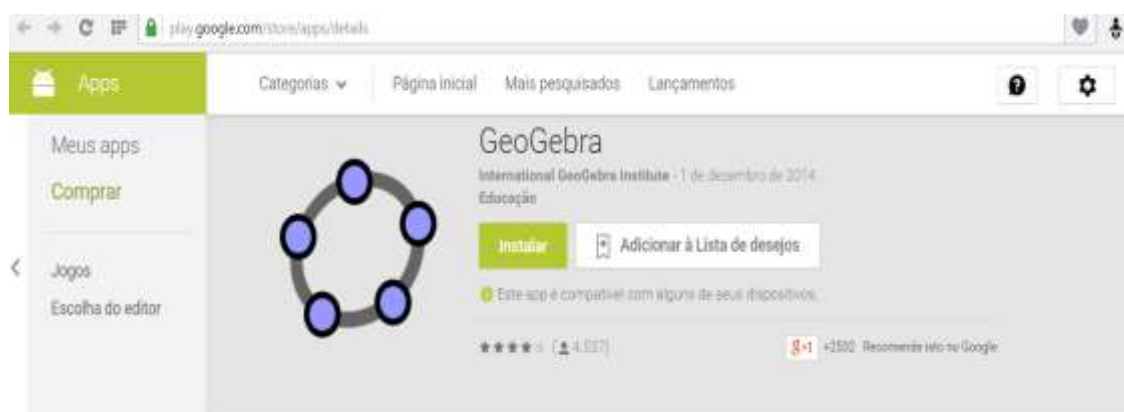 play.google.com/store/apps/details
Apps
Categorias
Página inicial
Mais pesquisados
Lançamentos
Meus apps
Comprar
Jogos
Escolha do editor
GeoGebra
International GeoGebra Institute - 1 de dezembro de 2014
Educação
Instalar
Adicionar à Lista de desejos
Este app é compatível com alguns de seus dispositivos.
g+1 +2592 Recomende isto no Google